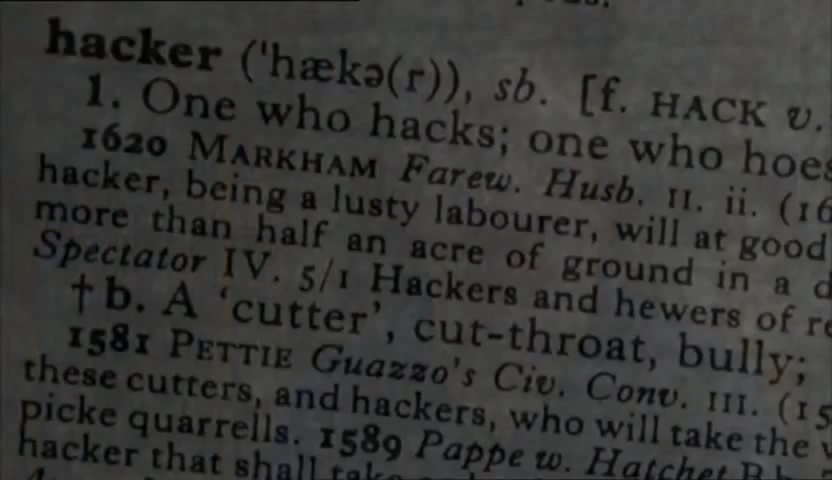 hacker ('hækə(r)), sb. [f. HACK v.
1. One who hacks; one who hoes
1620 MARKHAM Farew. Husb. II. ii. (16
hacker, being a lusty labourer, will at good
more than half an acre of ground in a d
Spectator IV. 5/1 Hackers and hewers of re
†b. A ‘cutter’, cut-throat, bully;
1581 PETTIE Guazzo's Civ. Conv. III. (15
these cutters, and hackers, who will take the
picke quarrells. 1589 Pappe w. Hatchet
hacker that shall take